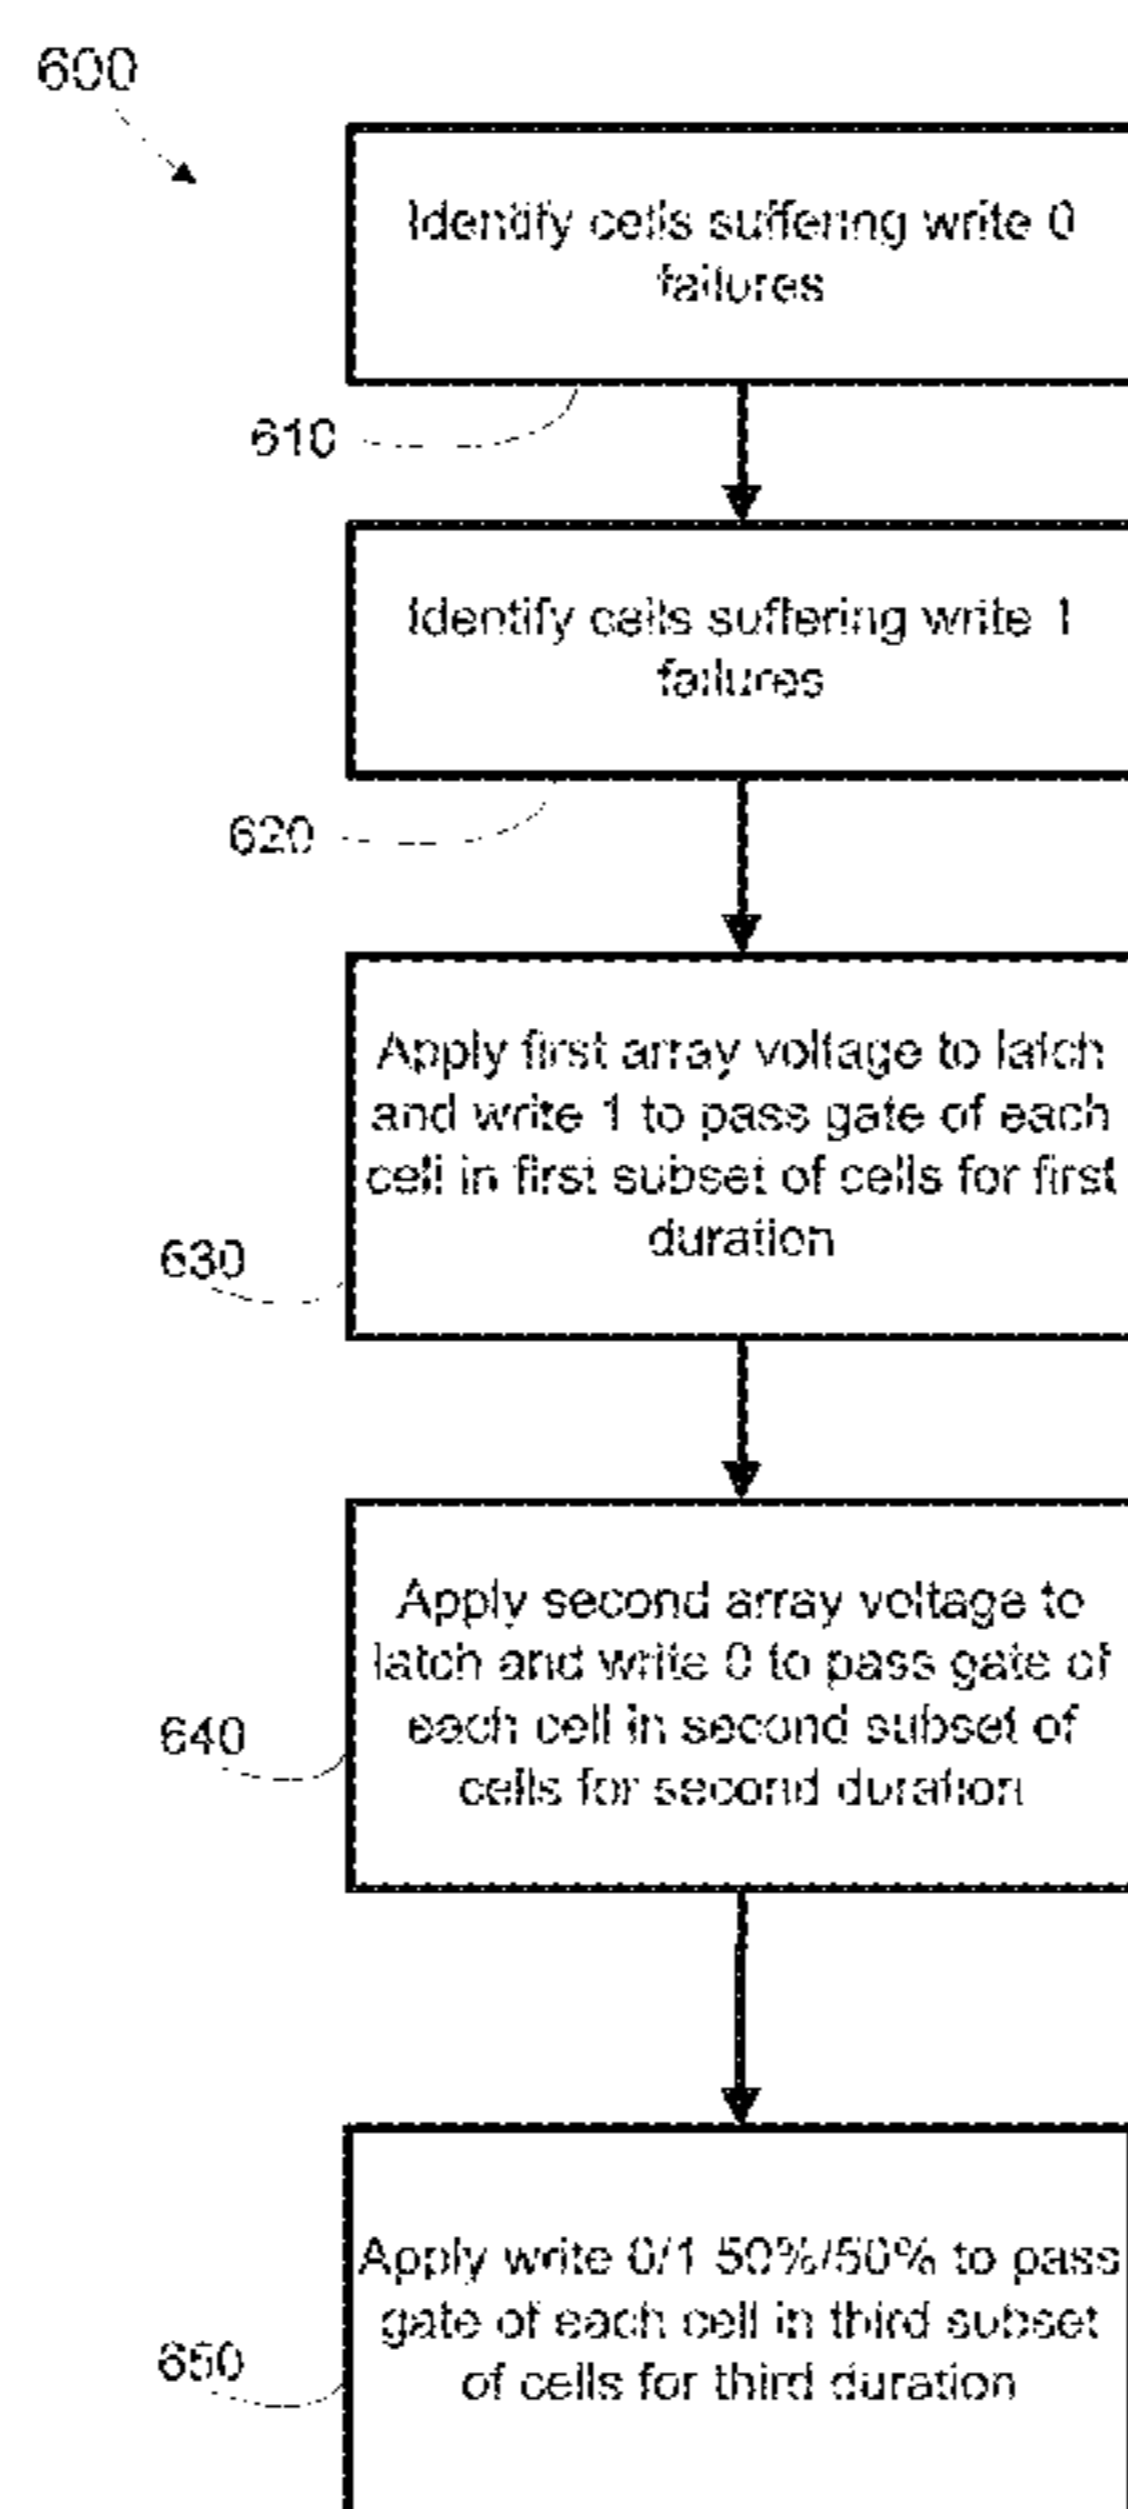 600
Identify cells suffering write 0
failures
610
Identify cells suffering write 1
failures
620
Apply first array voltage to latch
and write 1 to pass gate of each
cell in first subset of cells for first
duration
630
Apply second array voltage to
latch and write 0 to pass gate of
each cell in second subset of
cells for second duration
640
Apply write 0/1 50%/50% to pass
gate of each cell in third subset
of cells for third duration
650